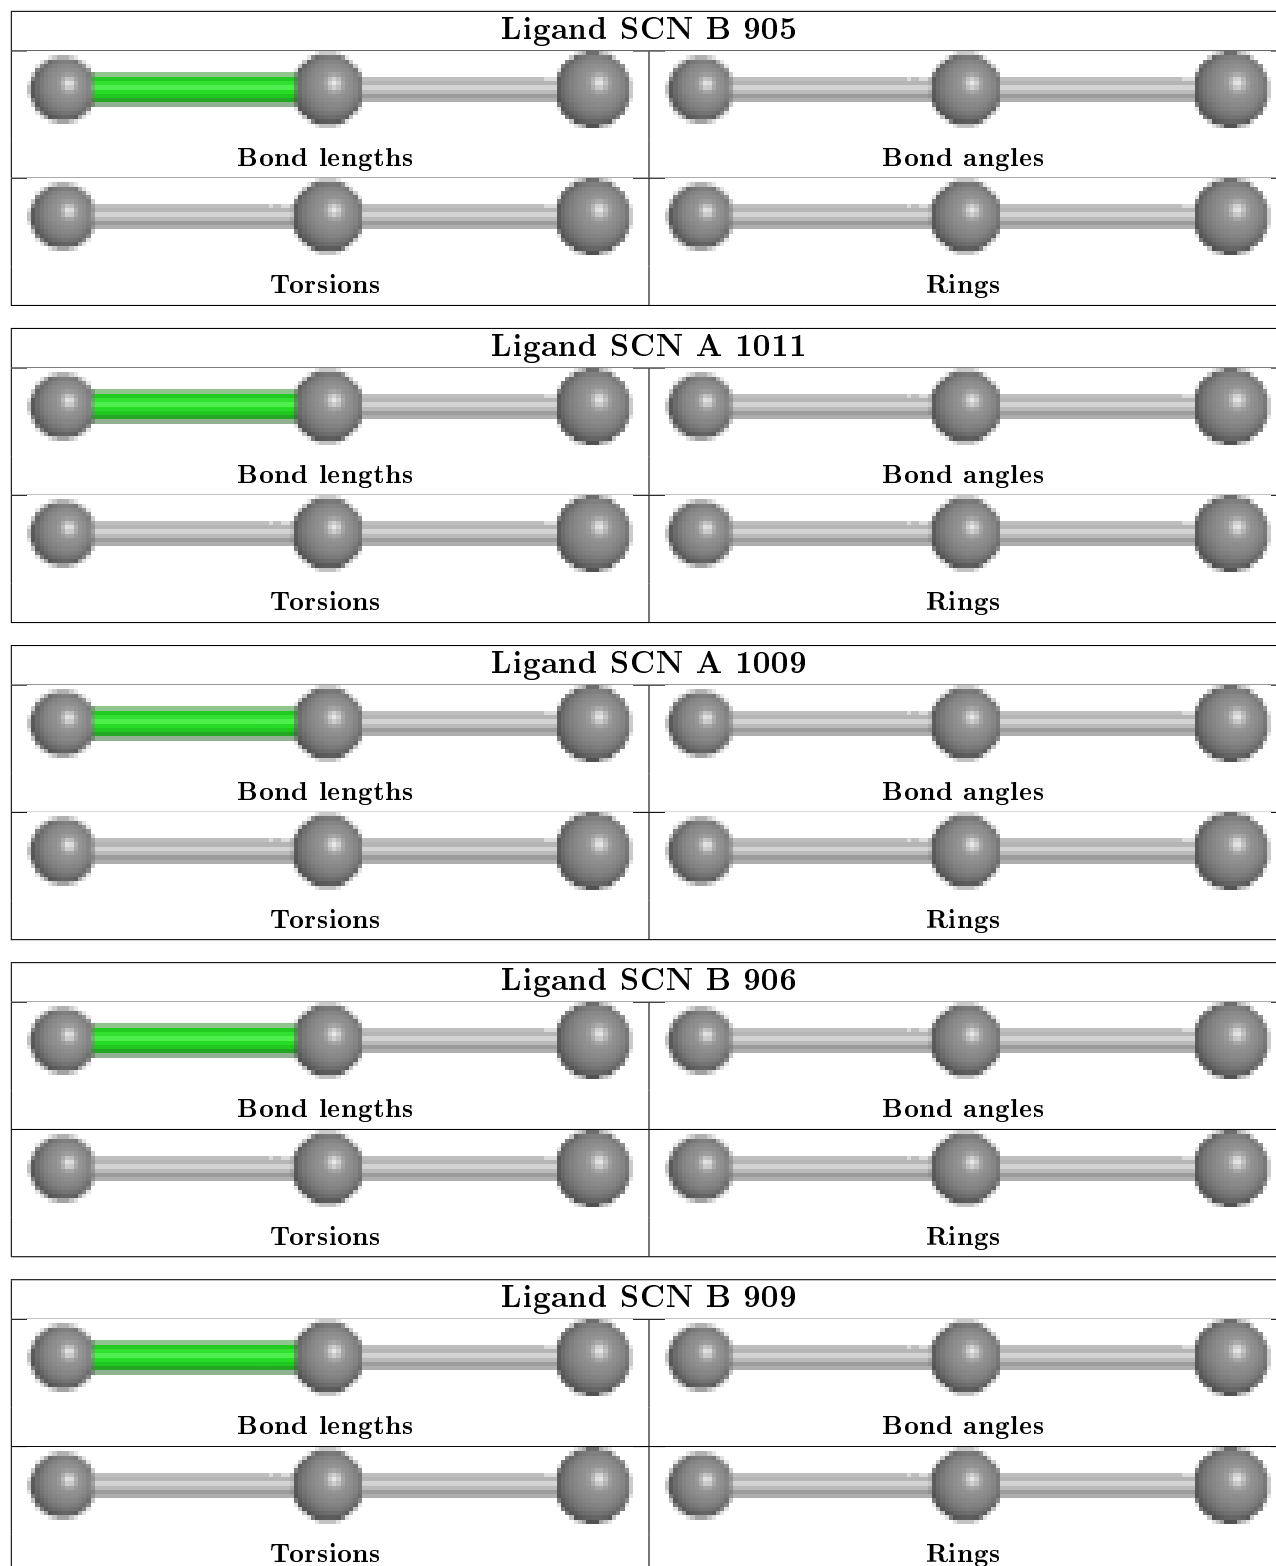 Ligand SCN B 905
Bond lengths Bond angles
Torsions Rings
Ligand SCN A 1011
Bond lengths Bond angles
Torsions Rings
Ligand SCN A 1009
Bond lengths Bond angles
Torsions Rings
Ligand SCN B 906
Bond lengths Bond angles
Torsions Rings
Ligand SCN B 909
Bond lengths Bond angles
Torsions Rings